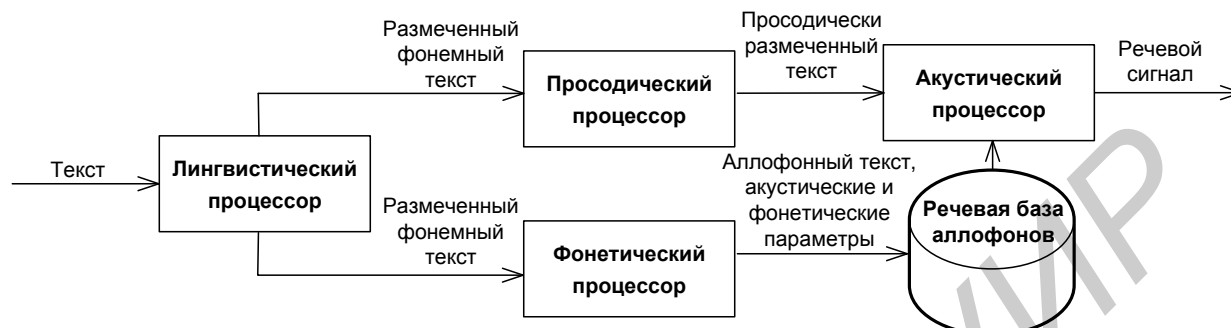 Текст
Лингвистический
процессор
Размеченный
фонемный
текст
Просодический
процессор
Просодически
размеченный
текст
Акустический
процессор
Речевой
сигнал
Размеченный
фонемный
текст
Фонетический
процессор
Аллофонный текст,
акустические и
фонетические
параметры
Речевая база
аллофонов